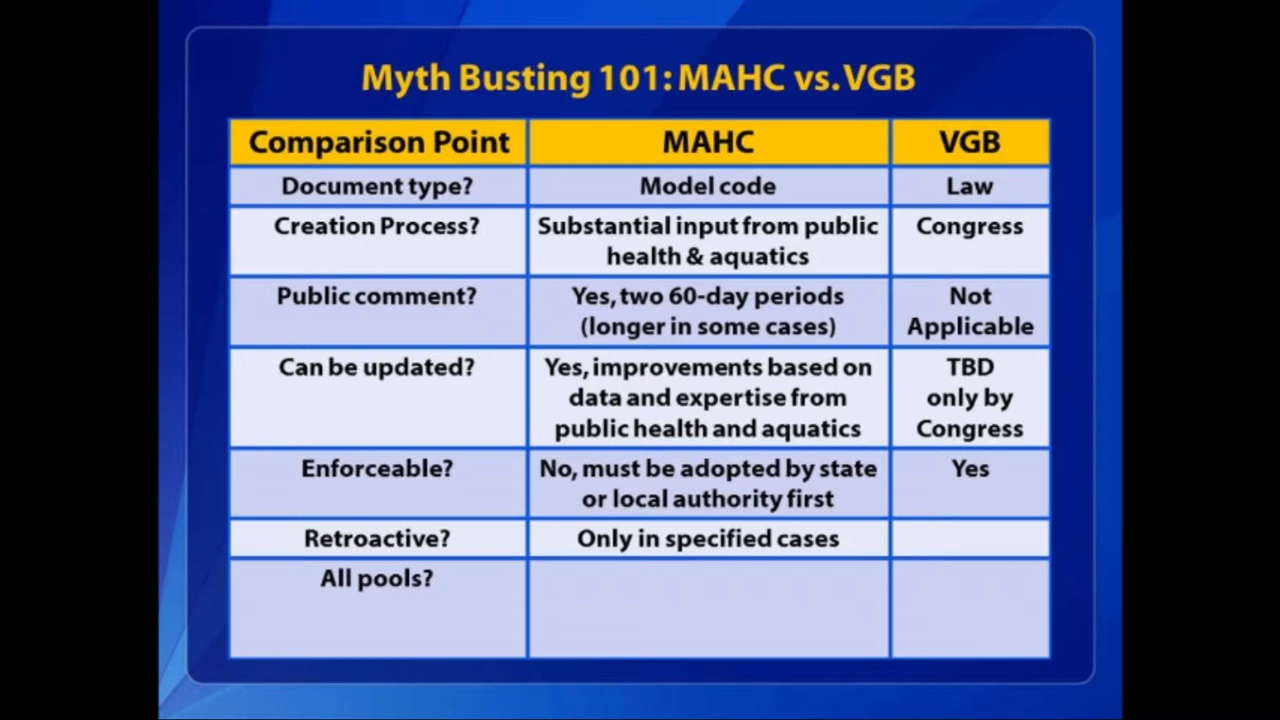 Myth Busting 101: MAHC vs. VGB
Comparison Point MAHC VGB
Document type? Model code Law
Creation Process? Substantial input from public Congress
health & aquatics
Public comment? Yes, two 60-day periods Not
(longer in some cases) Applicable
Can be updated? Yes, improvements based on TBD
data and expertise from only by
public health and aquatics Congress
Enforceable? No, must be adopted by state Yes
or local authority first
Retroactive? Only in specified cases
All pools?